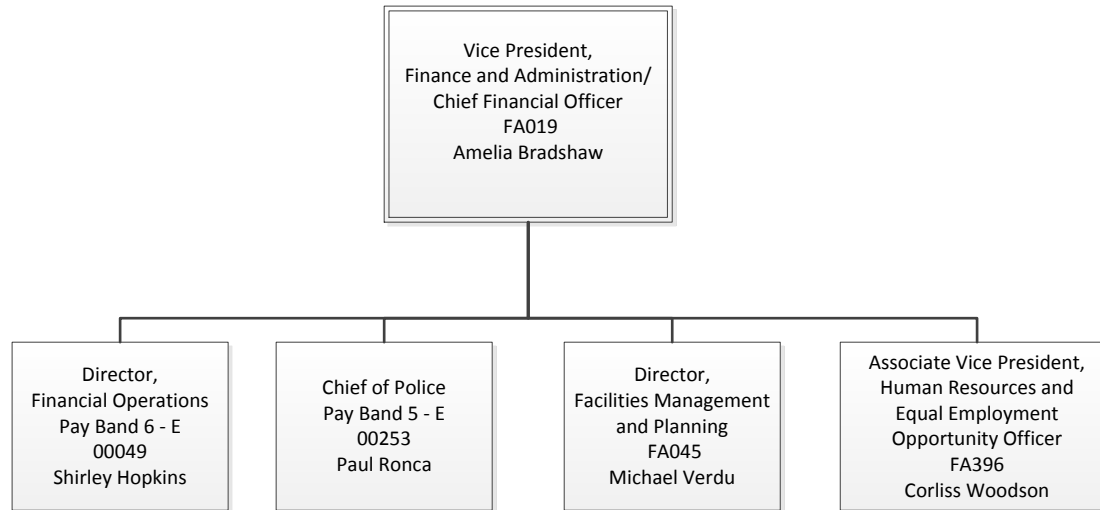 Vice President,
Finance and Administration/
Chief Financial Officer
FA019
Amelia Bradshaw
Director,
Financial Operations
Pay Band 6 - E
00049
Shirley Hopkins
Chief of Police
Pay Band 5 - E
00253
Paul Ronca
Director,
Facilities Management
and Planning
FA045
Michael Verdu
Associate Vice President,
Human Resources and
Equal Employment
Opportunity Officer
FA396
Corliss Woodson